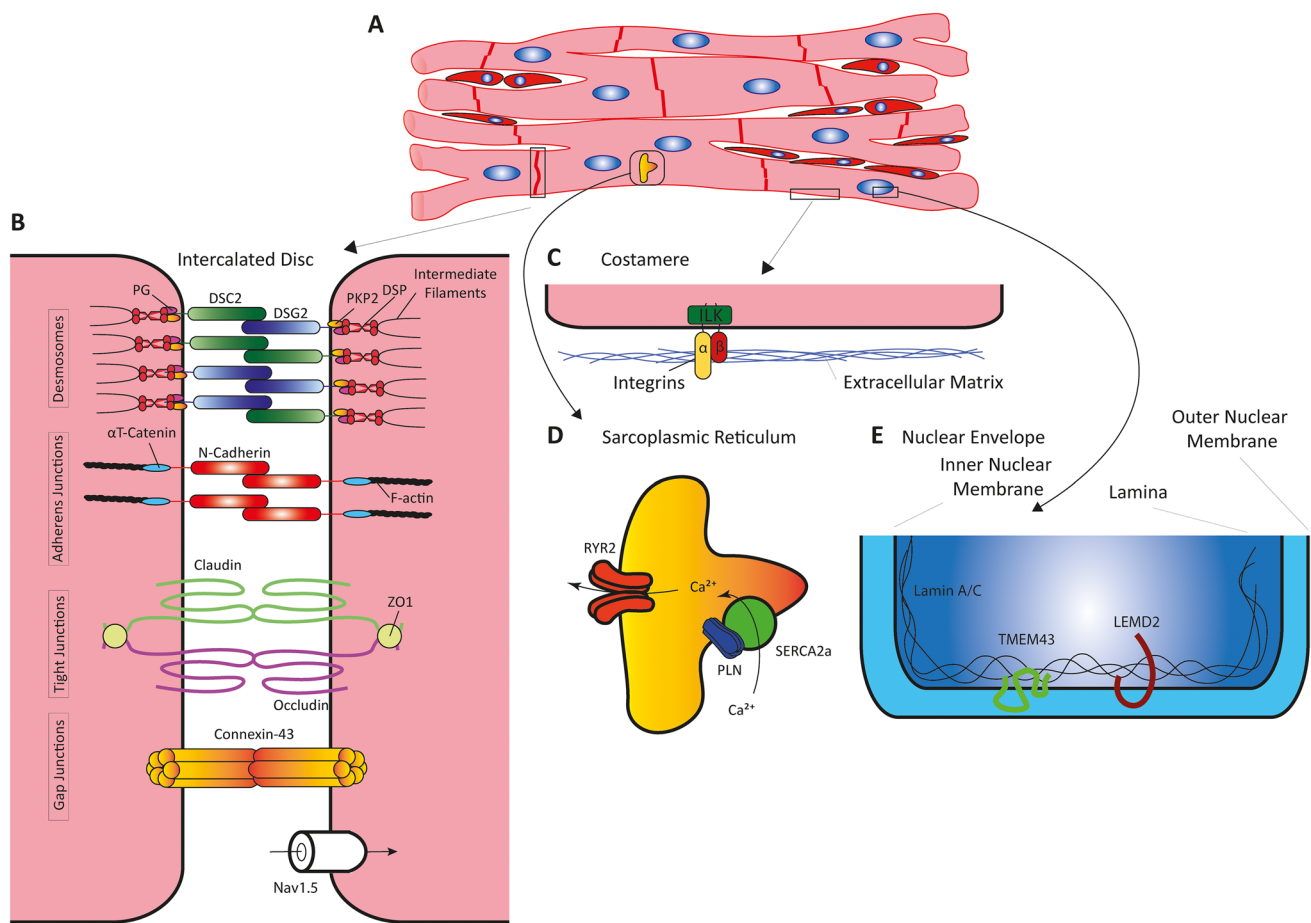 A
B
Intercalated Disc
PG
DSC2
DSG2
PKP2
DSP
Intermediate
Filaments
Desmosomes
αT-Catenin
N-Cadherin
F-actin
Adherens Junctions
Claudin
ZO1
Occludin
Tight Junctions
Connexin-43
Gap Junctions
Nav1.5
C
Costamere
ILK
α
β
Integrins
Extracellular Matrix
D
Sarcoplasmic Reticulum
RYR2
Ca²⁺
SERCA2a
PLN
Ca²⁺
E
Nuclear Envelope
Inner Nuclear
Membrane
Lamina
Outer Nuclear
Membrane
Lamin A/C
TMEM43
LEMD2